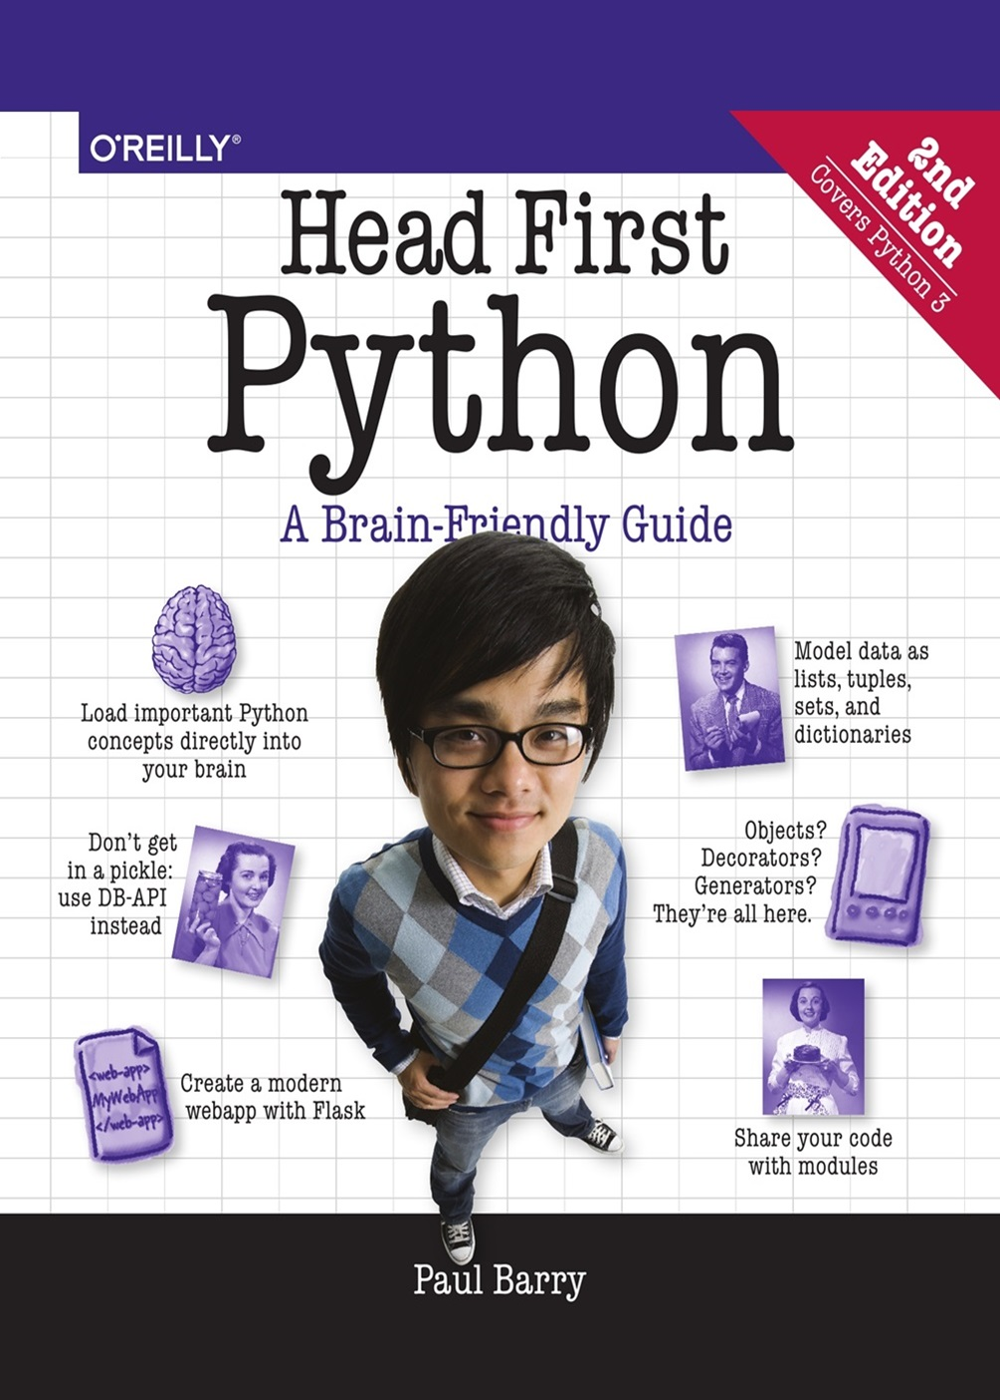 O'REILLY®
2nd
Edition
Covers Python 3
Head First
Python
A Brain-Friendly Guide
Load important Python
concepts directly into
your brain
Model data as
lists, tuples,
sets, and
dictionaries
Don't get
in a pickle:
use DB-API
instead
Objects?
Decorators?
Generators?
They're all here.
<web-app>
MyWebApp
</web-app>
Create a modern
webapp with Flask
Share your code
with modules
Paul Barry